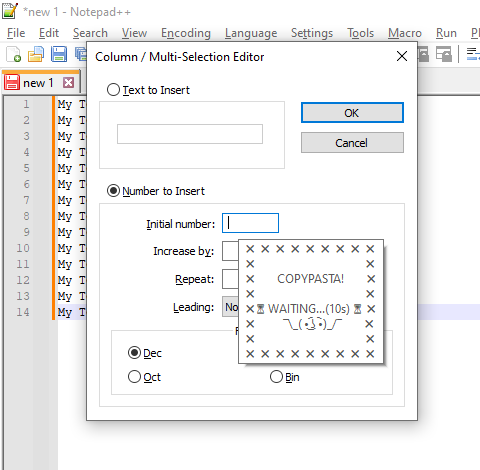 *new 1 - Notepad++
File Edit Search View Encoding Language Settings Tools Macro Run
new 1
Column / Multi-Selection Editor
Text to Insert
OK
Cancel
Number to Insert
Initial number:
Increase by:
Repeat:
Leading: No
Dec
Oct
Bin
✕ ✕ ✕ ✕ ✕ ✕ ✕ ✕ ✕
COPYPASTA!
⌛ WAITING...(10s) ⌛
¯\_( •͡ ͜ʖ •͡ )_/¯
✕ ✕ ✕ ✕ ✕ ✕ ✕ ✕ ✕
1 My T
2 My T
3 My T
4 My T
5 My T
6 My T
7 My T
8 My T
9 My T
10 My T
11 My T
12 My T
13 My T
14 My T